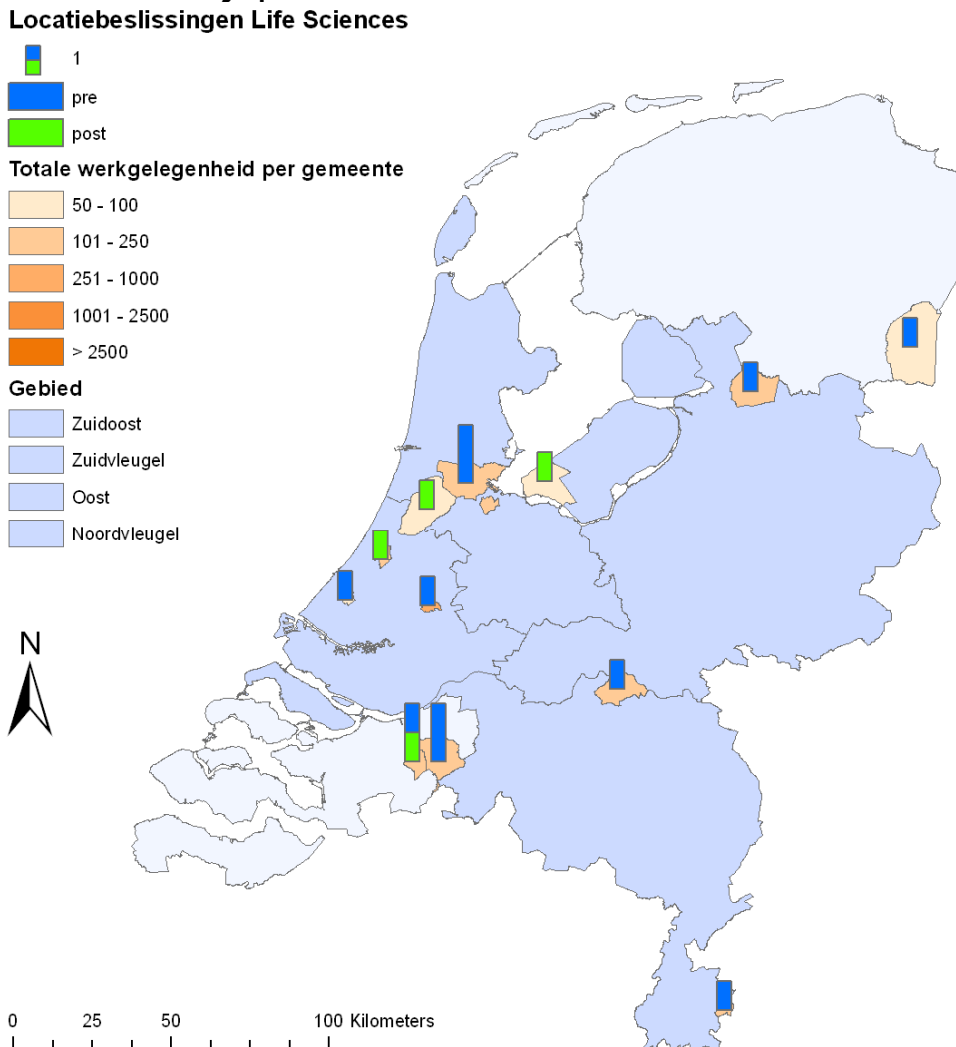 Locatiebeslissingen Life Sciences
1
pre
post
Totale werkgelegenheid per gemeente
50 - 100
101 - 250
251 - 1000
1001 - 2500
> 2500
Gebied
Zuidoost
Zuidvleugel
Oost
Noordvleugel
N
0 25 50 100 Kilometers